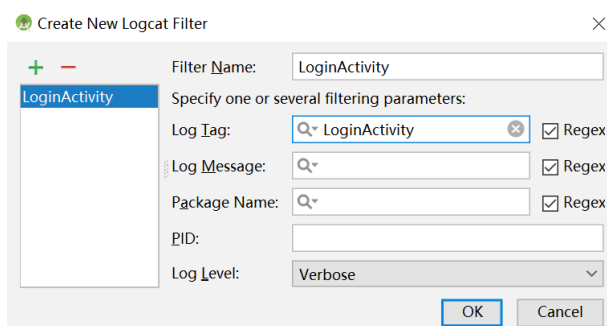 Create New Logcat Filter
Filter Name: LoginActivity
LoginActivity
Specify one or several filtering parameters:
Log Tag: LoginActivity Regex
Log Message: Regex
Package Name: Regex
PID:
Log Level: Verbose
OK Cancel